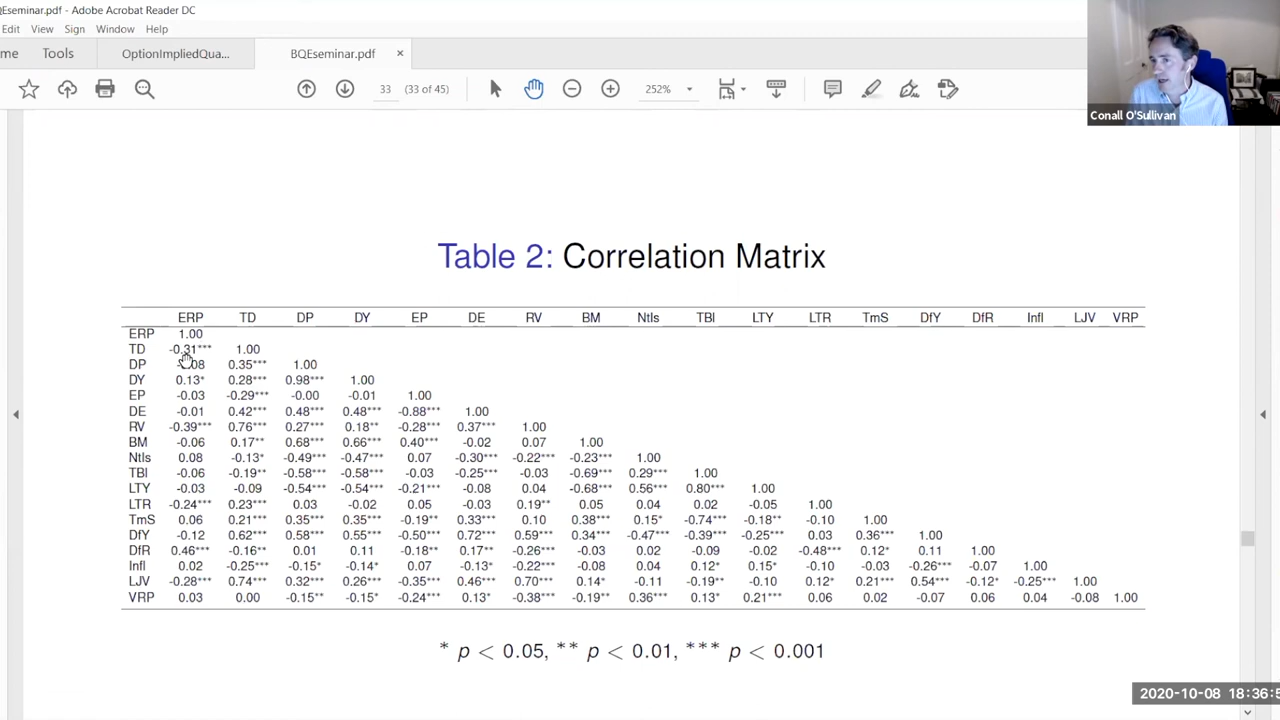 QEseminar.pdf - Adobe Acrobat Reader DC
Edit View Sign Window Help
me Tools OptionImpliedQua... BQEseminar.pdf ×
33 (33 of 45) 252%
Conall O'Sullivan
Table 2: Correlation Matrix
ERP TD DP DY EP DE RV BM Ntls TBl LTY LTR TmS DfY DfR Infl LJV VRP
ERP 1.00
TD -0.31*** 1.00
DP -0.08 0.35*** 1.00
DY 0.13* 0.28*** 0.98*** 1.00
EP -0.03 -0.29*** -0.00 -0.01 1.00
DE -0.01 0.42*** 0.48*** 0.48*** -0.88*** 1.00
RV -0.39*** 0.76*** 0.27*** 0.18** -0.28*** 0.37*** 1.00
BM -0.06 0.17** 0.68*** 0.66*** 0.40*** -0.02 0.07 1.00
Ntls 0.08 -0.13* -0.49*** -0.47*** 0.07 -0.30*** -0.22*** -0.23*** 1.00
TBl -0.06 -0.19** -0.58*** -0.58*** -0.03 -0.25*** -0.03 -0.69*** 0.29*** 1.00
LTY -0.03 -0.09 -0.54*** -0.54*** -0.21*** -0.08 0.04 -0.68*** 0.56*** 0.80*** 1.00
LTR -0.24*** 0.23*** 0.03 -0.02 0.05 -0.03 0.19** 0.05 0.04 0.02 -0.05 1.00
TmS 0.06 0.21*** 0.35*** 0.35*** -0.19** 0.33*** 0.10 0.38*** 0.15* -0.74*** -0.18** -0.10 1.00
DfY -0.12 0.62*** 0.58*** 0.55*** -0.50*** 0.72*** 0.59*** 0.34*** -0.47*** -0.39*** -0.25*** 0.03 0.36*** 1.00
DfR 0.46*** -0.16** 0.01 0.11 -0.18** 0.17** -0.26*** -0.03 0.02 -0.09 -0.02 -0.48*** 0.12* 0.11 1.00
Infl 0.02 -0.25*** -0.15* -0.14* 0.07 -0.13* -0.22*** -0.08 0.04 0.12* 0.15* -0.10 -0.03 -0.26*** -0.07 1.00
LJV -0.28*** 0.74*** 0.32*** 0.26*** -0.35*** 0.46*** 0.70*** 0.14* -0.11 -0.19** -0.10 0.12* 0.21*** 0.54*** -0.12* -0.25*** 1.00
VRP 0.03 0.00 -0.15** -0.15* -0.24*** 0.13* -0.38*** -0.19** 0.36*** 0.13* 0.21*** 0.06 0.02 -0.07 0.06 0.04 -0.08 1.00
* p < 0.05, ** p < 0.01, *** p < 0.001
2020-10-08 18:36:5